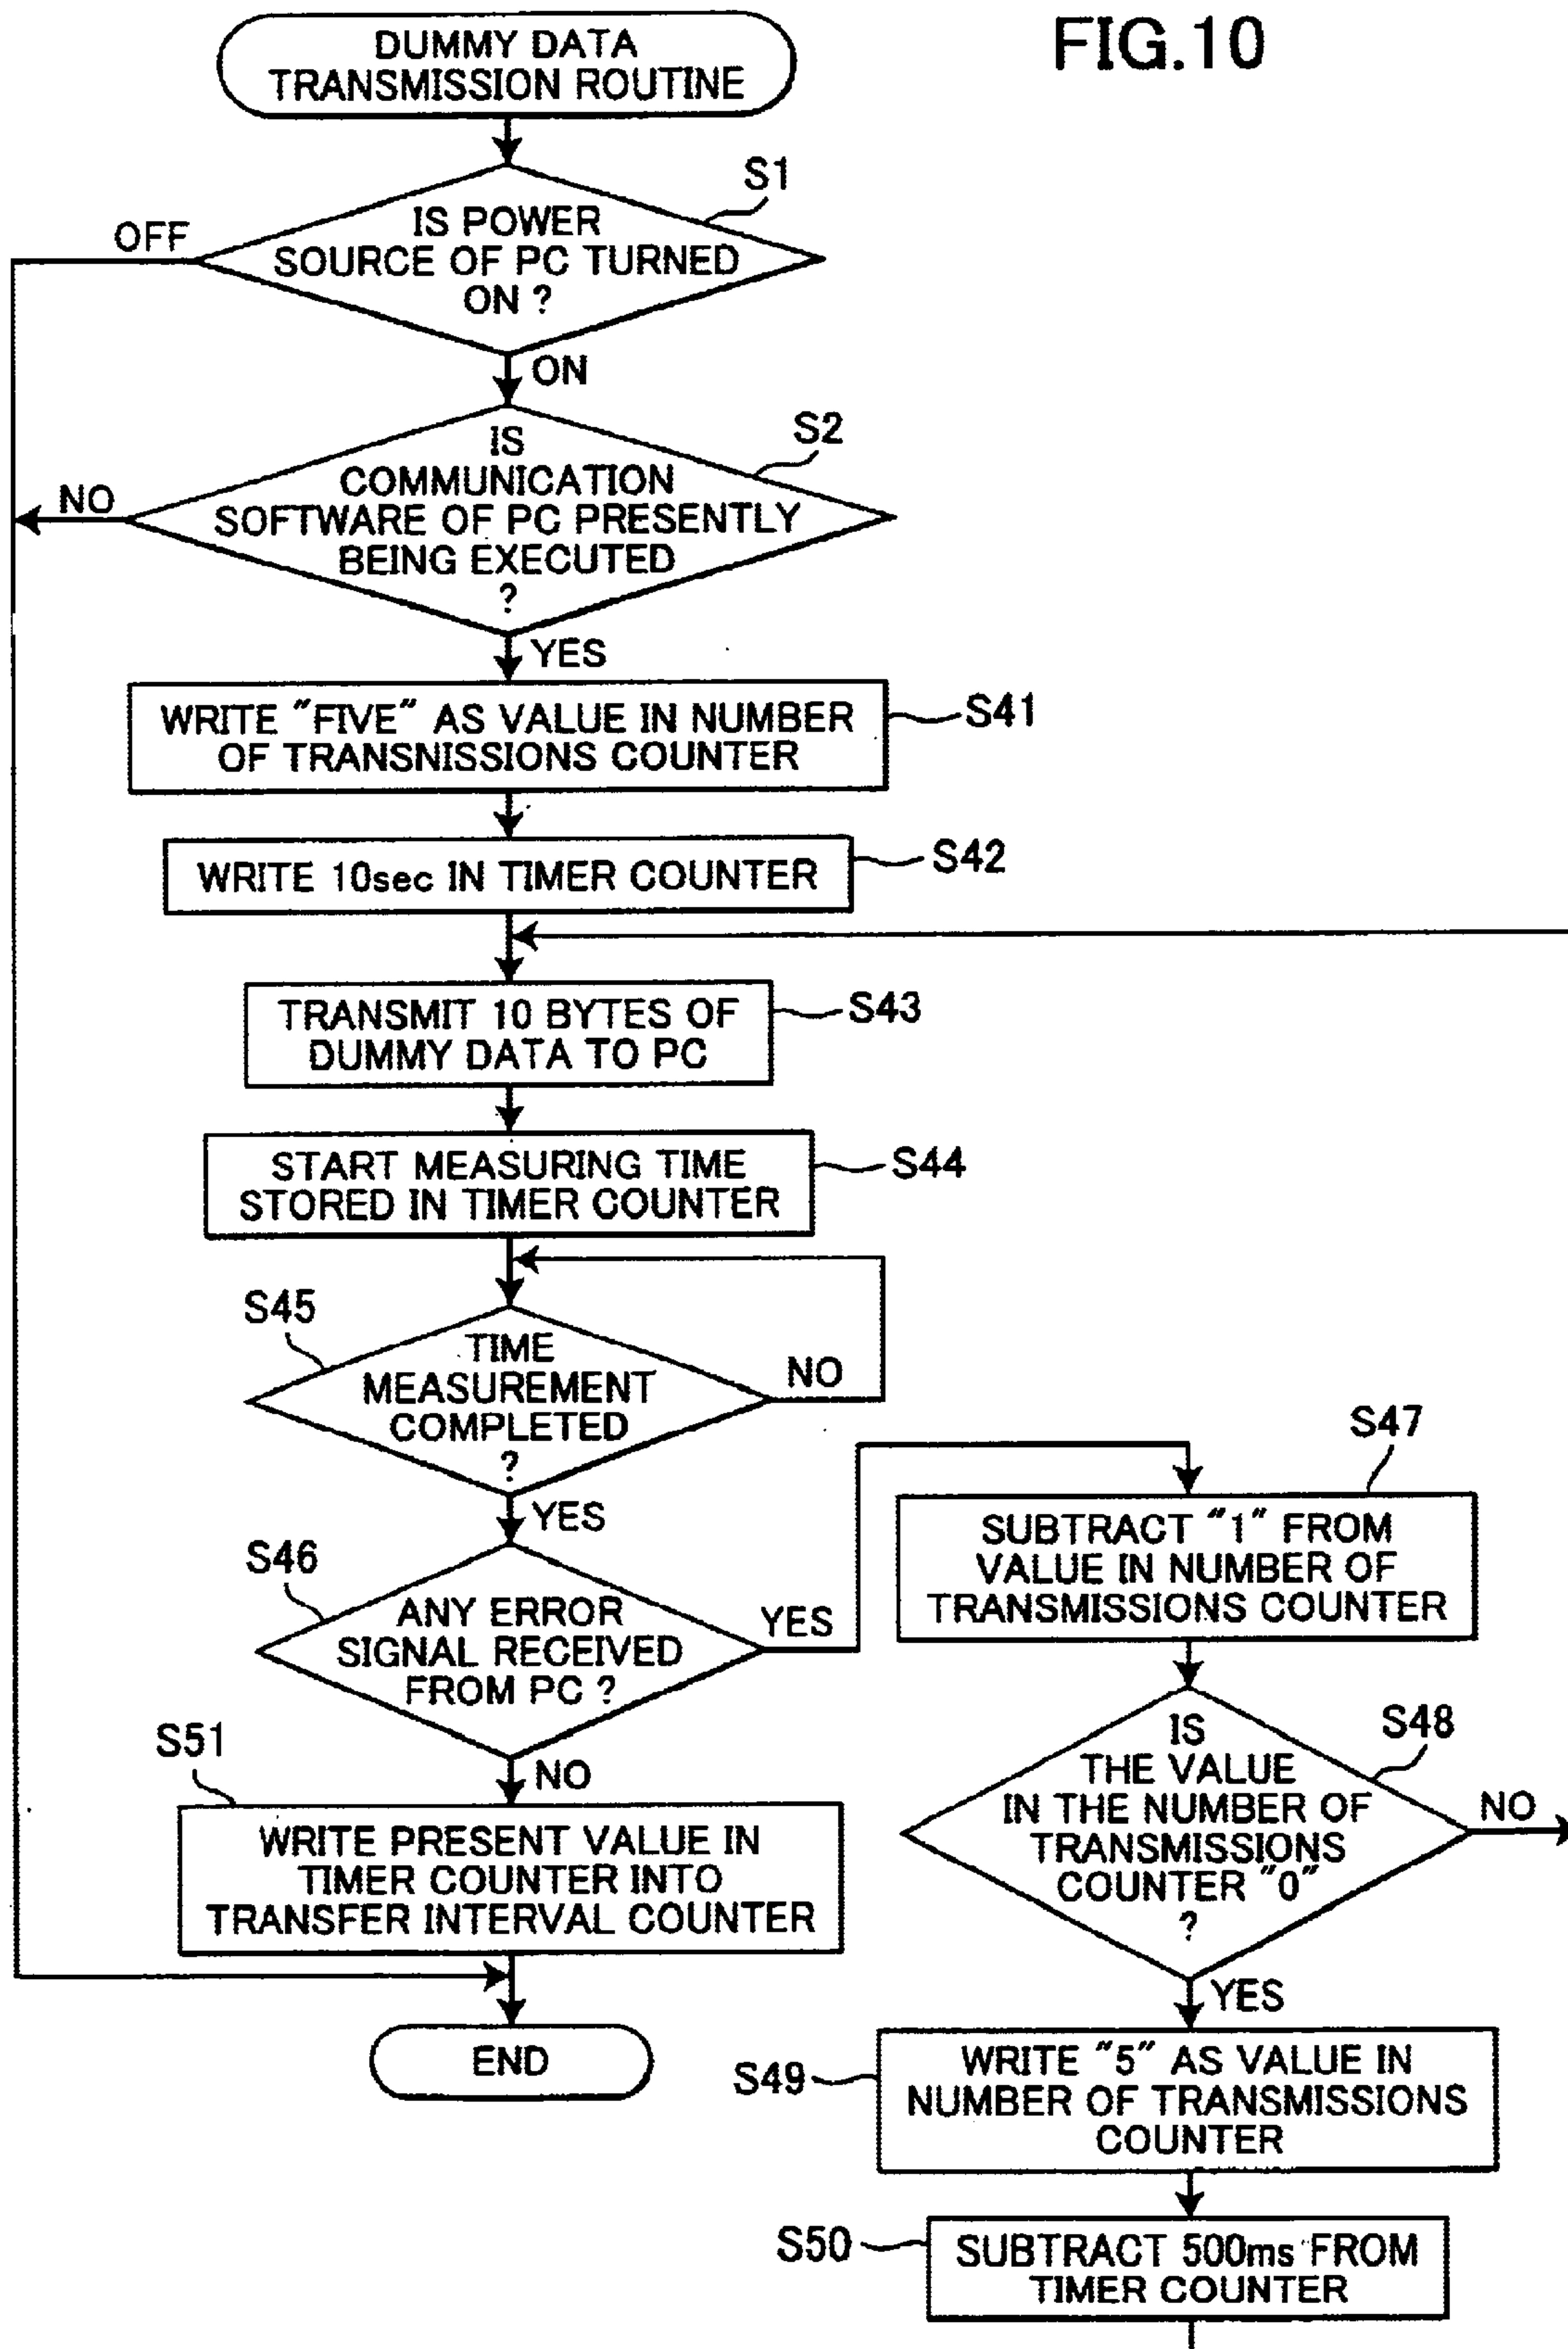 FIG.10
DUMMY DATA
TRANSMISSION ROUTINE
S1
IS POWER
SOURCE OF PC TURNED
ON ?
OFF
ON
S2
IS
COMMUNICATION
SOFTWARE OF PC PRESENTLY
BEING EXECUTED
?
NO
YES
WRITE "FIVE" AS VALUE IN NUMBER
OF TRANSNISSIONS COUNTER
S41
WRITE 10sec IN TIMER COUNTER
S42
TRANSMIT 10 BYTES OF
DUMMY DATA TO PC
S43
START MEASURING TIME
STORED IN TIMER COUNTER
S44
S45
TIME
MEASUREMENT
COMPLETED
?
NO
YES
S46
ANY ERROR
SIGNAL RECEIVED
FROM PC ?
YES
NO
S47
SUBTRACT "1" FROM
VALUE IN NUMBER OF
TRANSMISSIONS COUNTER
S48
IS
THE VALUE
IN THE NUMBER OF
TRANSMISSIONS
COUNTER "0"
?
NO
YES
S51
WRITE PRESENT VALUE IN
TIMER COUNTER INTO
TRANSFER INTERVAL COUNTER
END
S49
WRITE "5" AS VALUE IN
NUMBER OF TRANSMISSIONS
COUNTER
S50
SUBTRACT 500ms FROM
TIMER COUNTER